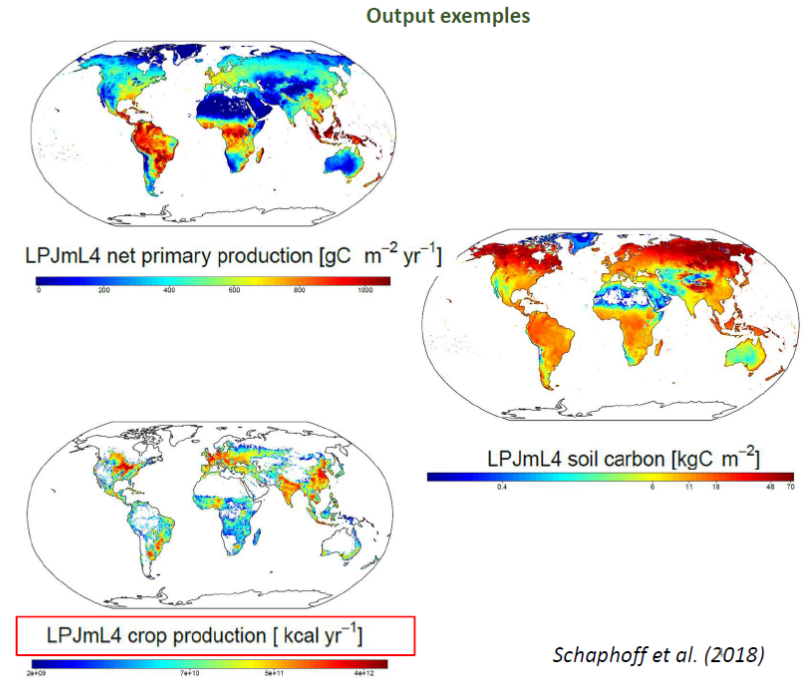 Output exemples
LPJmL4 net primary production [gC m⁻² yr⁻¹]
0 200 400 600 800 1000
LPJmL4 soil carbon [kgC m⁻²]
0.4 6 11 18 48 70
LPJmL4 crop production [ kcal yr⁻¹]
2e+09 7e+10 5e+11 4e+12
Schaphoff et al. (2018)